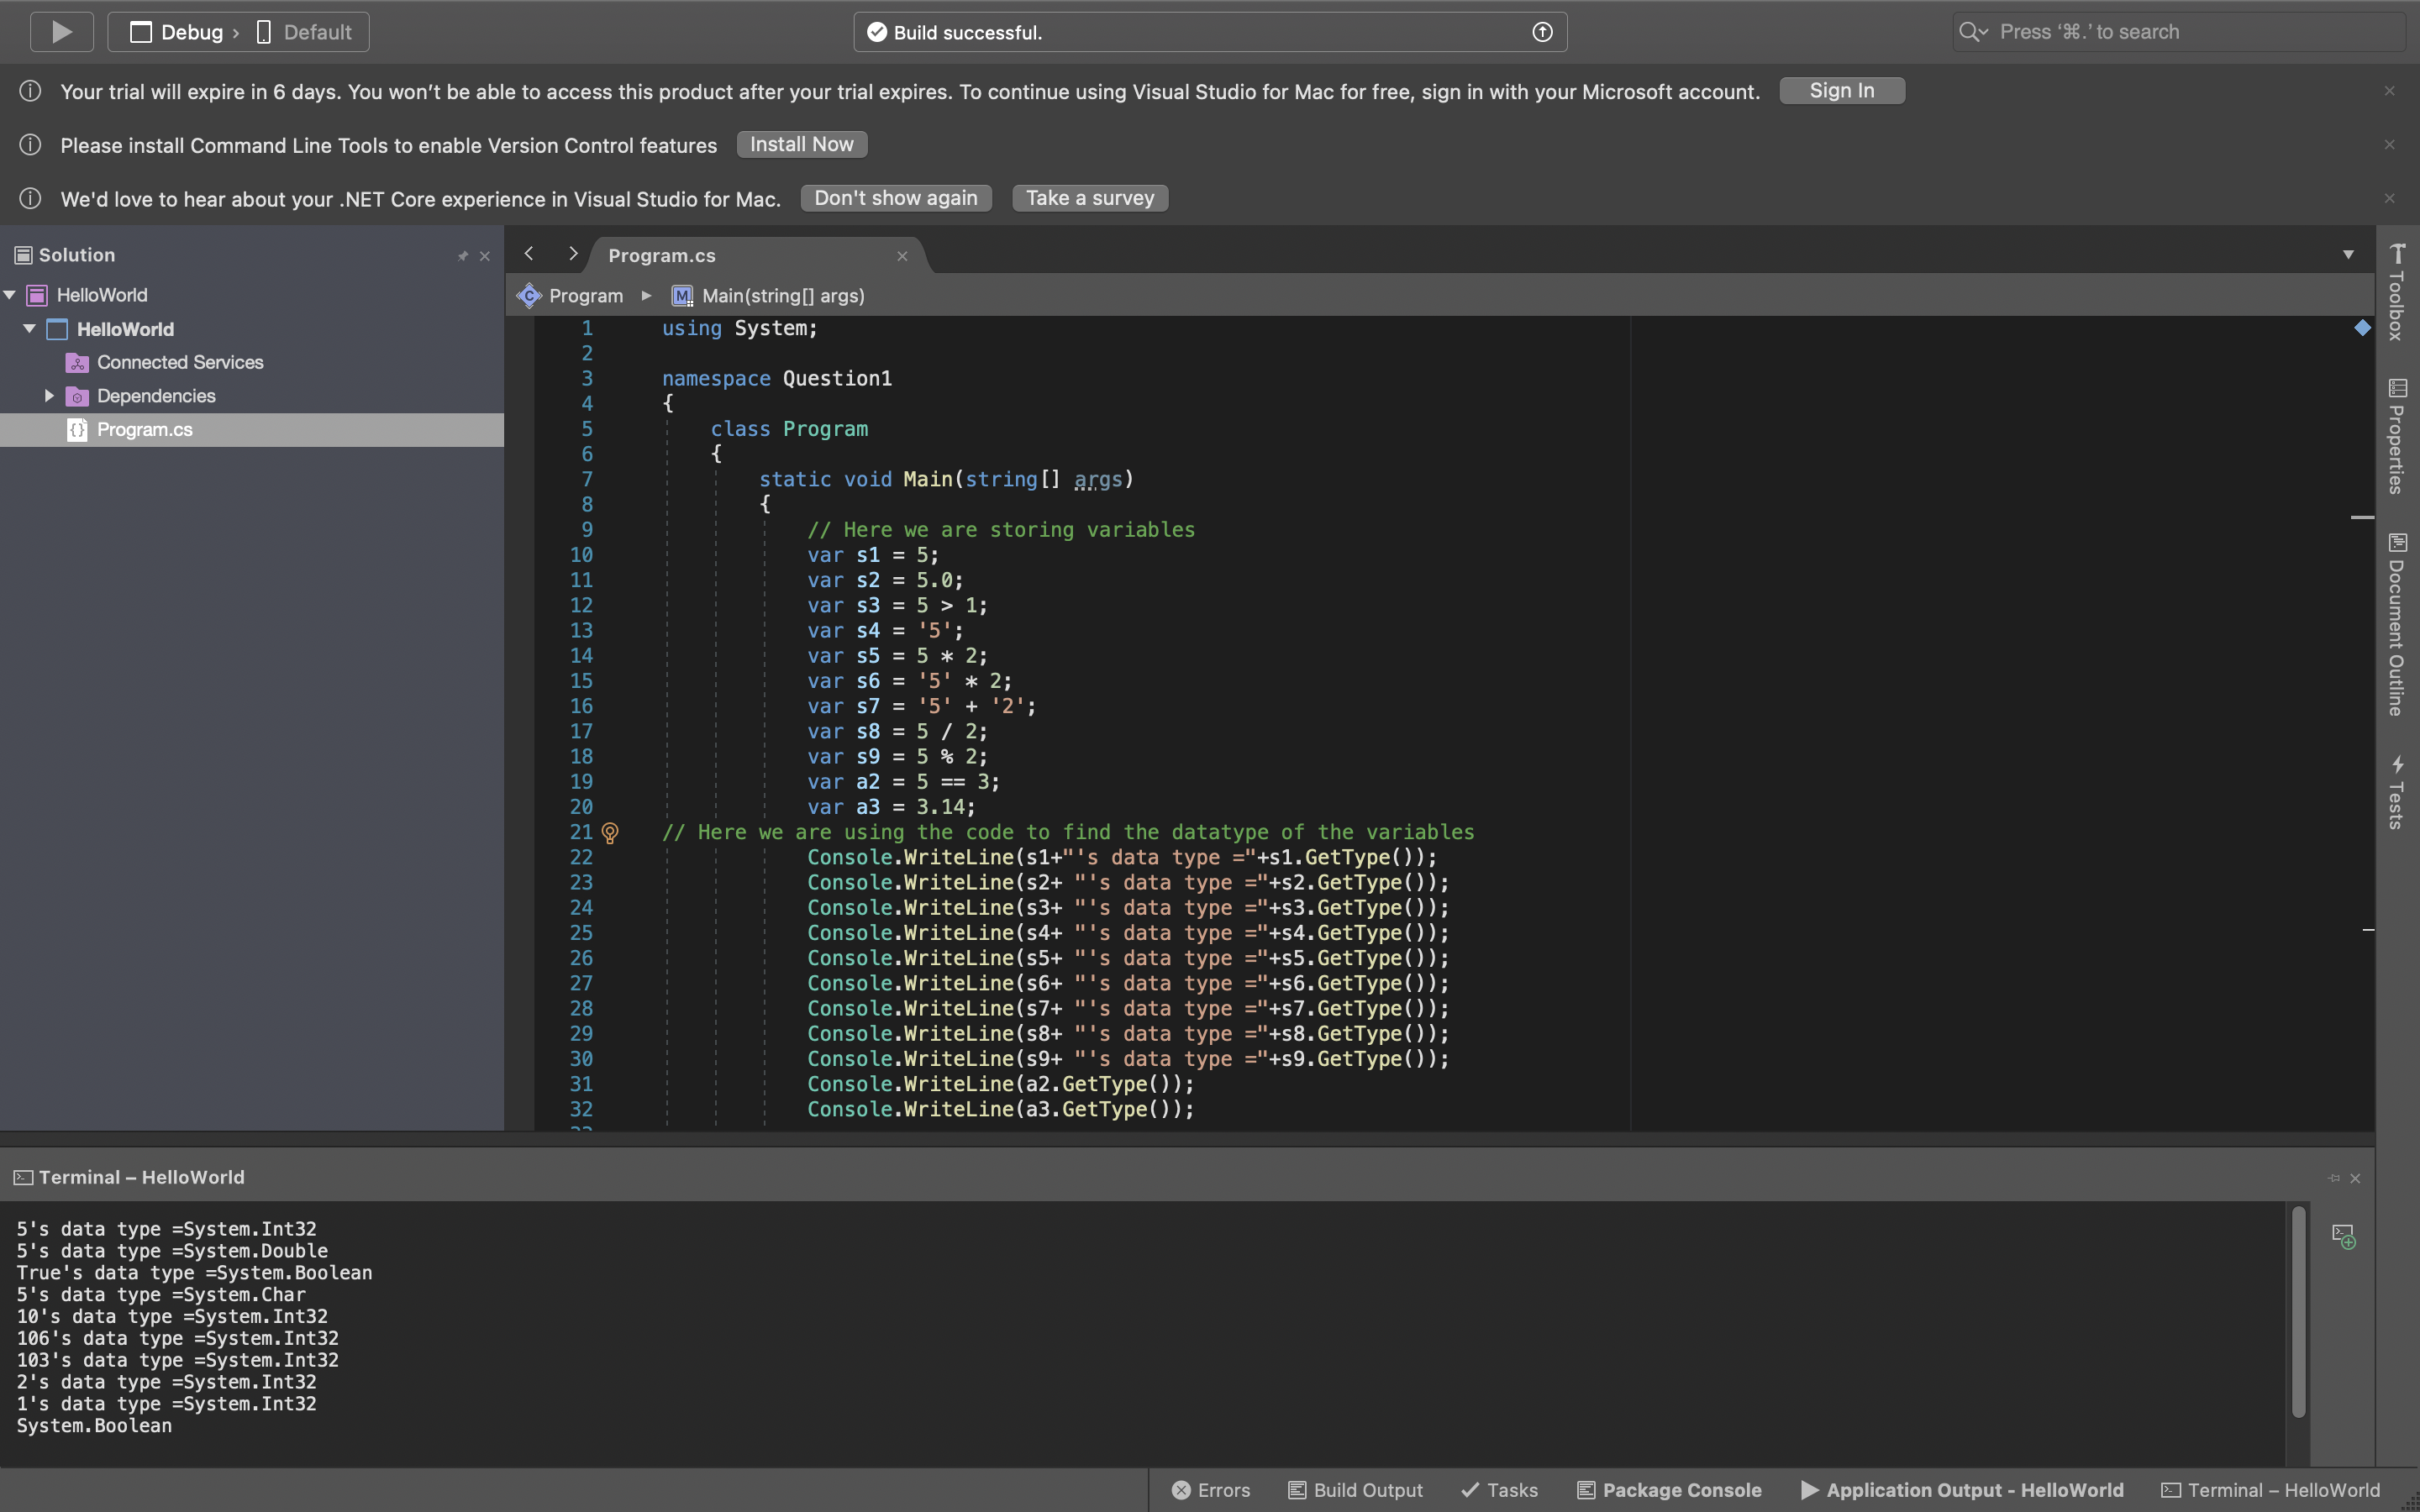 Debug › Default
Build successful.
Press ‘⌘.’ to search
Your trial will expire in 6 days. You won’t be able to access this product after your trial expires. To continue using Visual Studio for Mac for free, sign in with your Microsoft account. Sign In
Please install Command Line Tools to enable Version Control features Install Now
We'd love to hear about your .NET Core experience in Visual Studio for Mac. Don't show again Take a survey
Solution
HelloWorld
HelloWorld
Connected Services
Dependencies
Program.cs
Program.cs
Program Main(string[] args)
1 using System;
2
3 namespace Question1
4 {
5 class Program
6 {
7 static void Main(string[] args)
8 {
9 // Here we are storing variables
10 var s1 = 5;
11 var s2 = 5.0;
12 var s3 = 5 > 1;
13 var s4 = '5';
14 var s5 = 5 * 2;
15 var s6 = '5' * 2;
16 var s7 = '5' + '2';
17 var s8 = 5 / 2;
18 var s9 = 5 % 2;
19 var a2 = 5 == 3;
20 var a3 = 3.14;
21 // Here we are using the code to find the datatype of the variables
22 Console.WriteLine(s1+"'s data type ="+s1.GetType());
23 Console.WriteLine(s2+ "'s data type ="+s2.GetType());
24 Console.WriteLine(s3+ "'s data type ="+s3.GetType());
25 Console.WriteLine(s4+ "'s data type ="+s4.GetType());
26 Console.WriteLine(s5+ "'s data type ="+s5.GetType());
27 Console.WriteLine(s6+ "'s data type ="+s6.GetType());
28 Console.WriteLine(s7+ "'s data type ="+s7.GetType());
29 Console.WriteLine(s8+ "'s data type ="+s8.GetType());
30 Console.WriteLine(s9+ "'s data type ="+s9.GetType());
31 Console.WriteLine(a2.GetType());
32 Console.WriteLine(a3.GetType());
Toolbox
Properties
Document Outline
Tests
Terminal – HelloWorld
5's data type =System.Int32
5's data type =System.Double
True's data type =System.Boolean
5's data type =System.Char
10's data type =System.Int32
106's data type =System.Int32
103's data type =System.Int32
2's data type =System.Int32
1's data type =System.Int32
System.Boolean
Errors Build Output Tasks Package Console Application Output - HelloWorld Terminal – HelloWorld